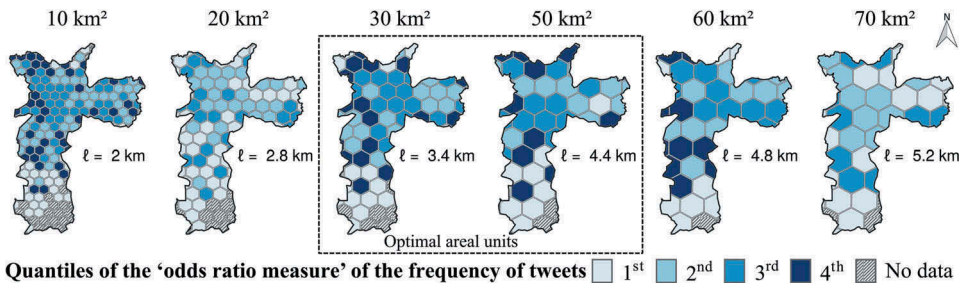 10 km² 20 km² 30 km² 50 km² 60 km² 70 km²
N
ℓ = 2 km ℓ = 2.8 km ℓ = 3.4 km ℓ = 4.4 km ℓ = 4.8 km ℓ = 5.2 km
Optimal areal units
Quantiles of the ‘odds ratio measure’ of the frequency of tweets 1st 2nd 3rd 4th No data